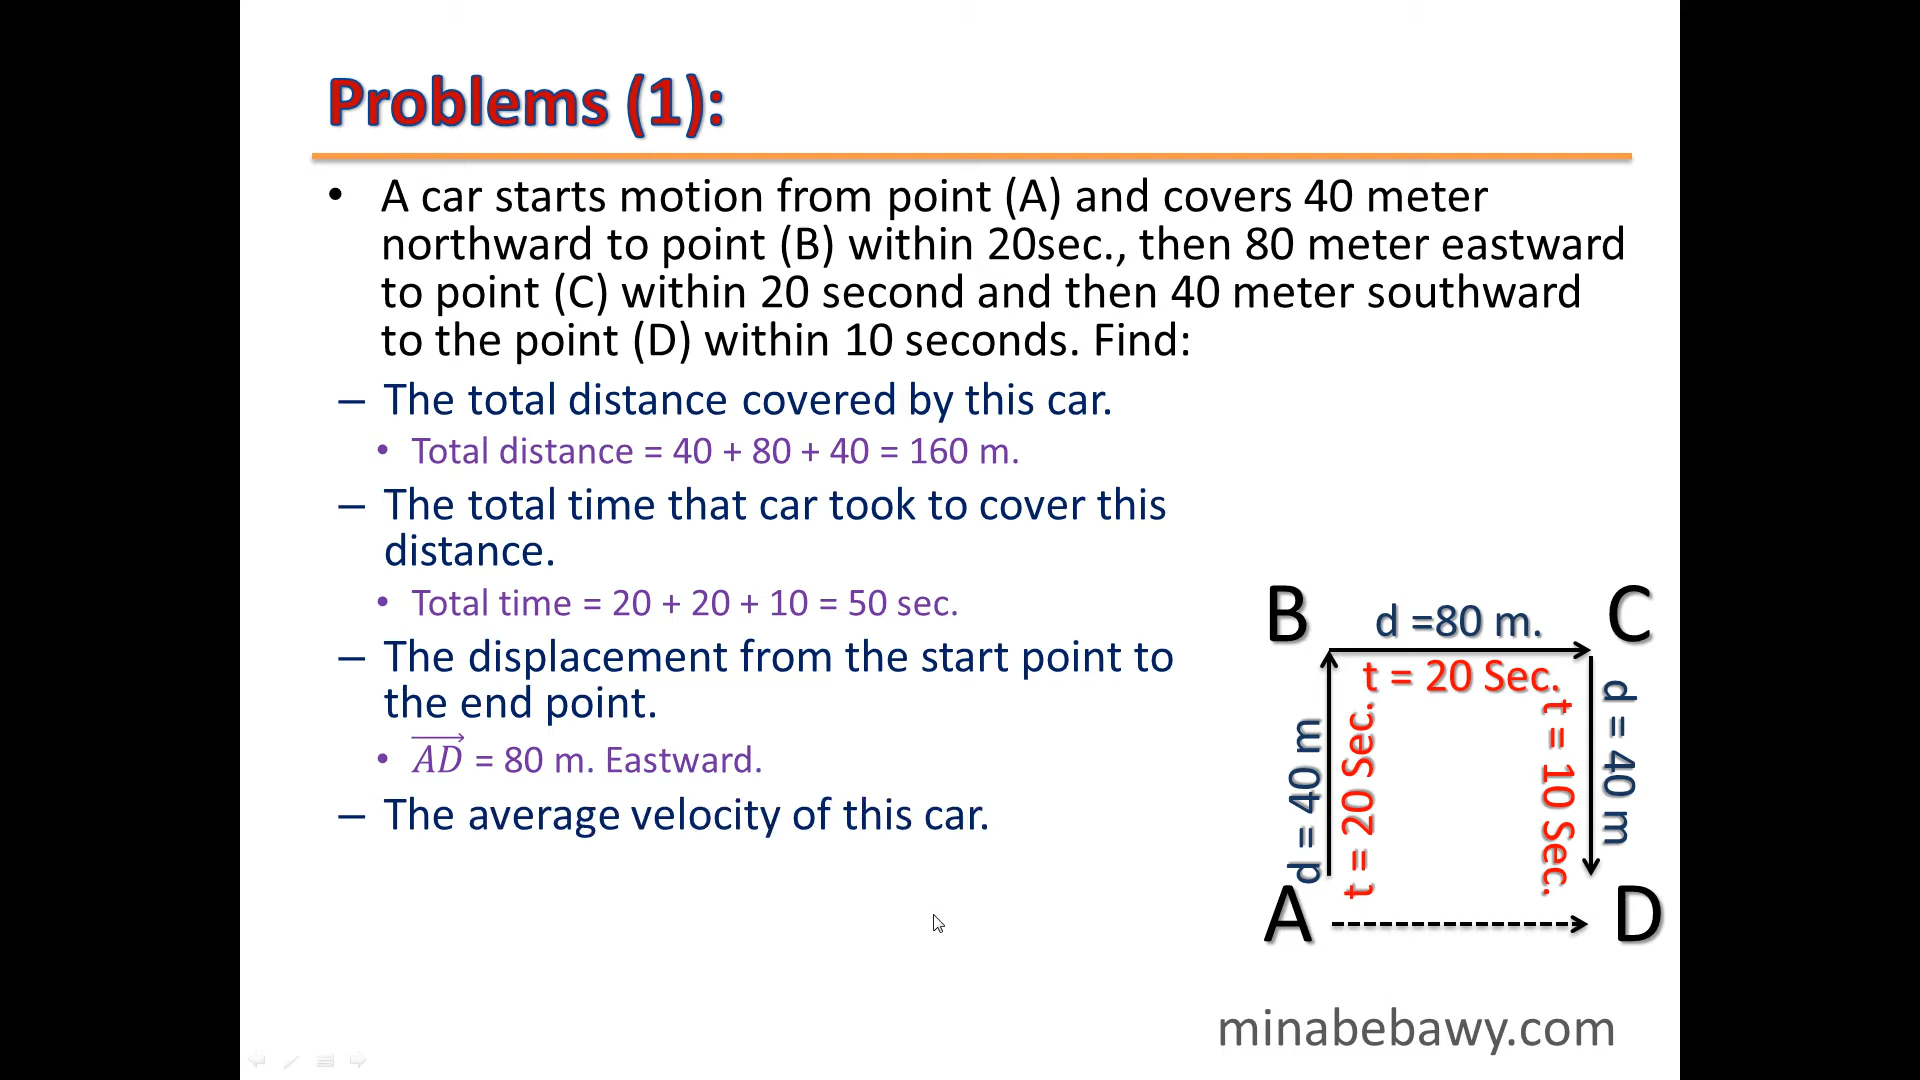 Problems (1):
• A car starts motion from point (A) and covers 40 meter
northward to point (B) within 20sec., then 80 meter eastward
to point (C) within 20 second and then 40 meter southward
to the point (D) within 10 seconds. Find:
– The total distance covered by this car.
• Total distance = 40 + 80 + 40 = 160 m.
– The total time that car took to cover this
distance.
• Total time = 20 + 20 + 10 = 50 sec.
– The displacement from the start point to
the end point.
• \overrightarrow{AD} = 80 m. Eastward.
– The average velocity of this car.
B
d =80 m.
C
t = 20 Sec.
d = 40 m
t = 20 Sec.
t = 10 Sec.
d = 40 m
A
D
minabebawy.com